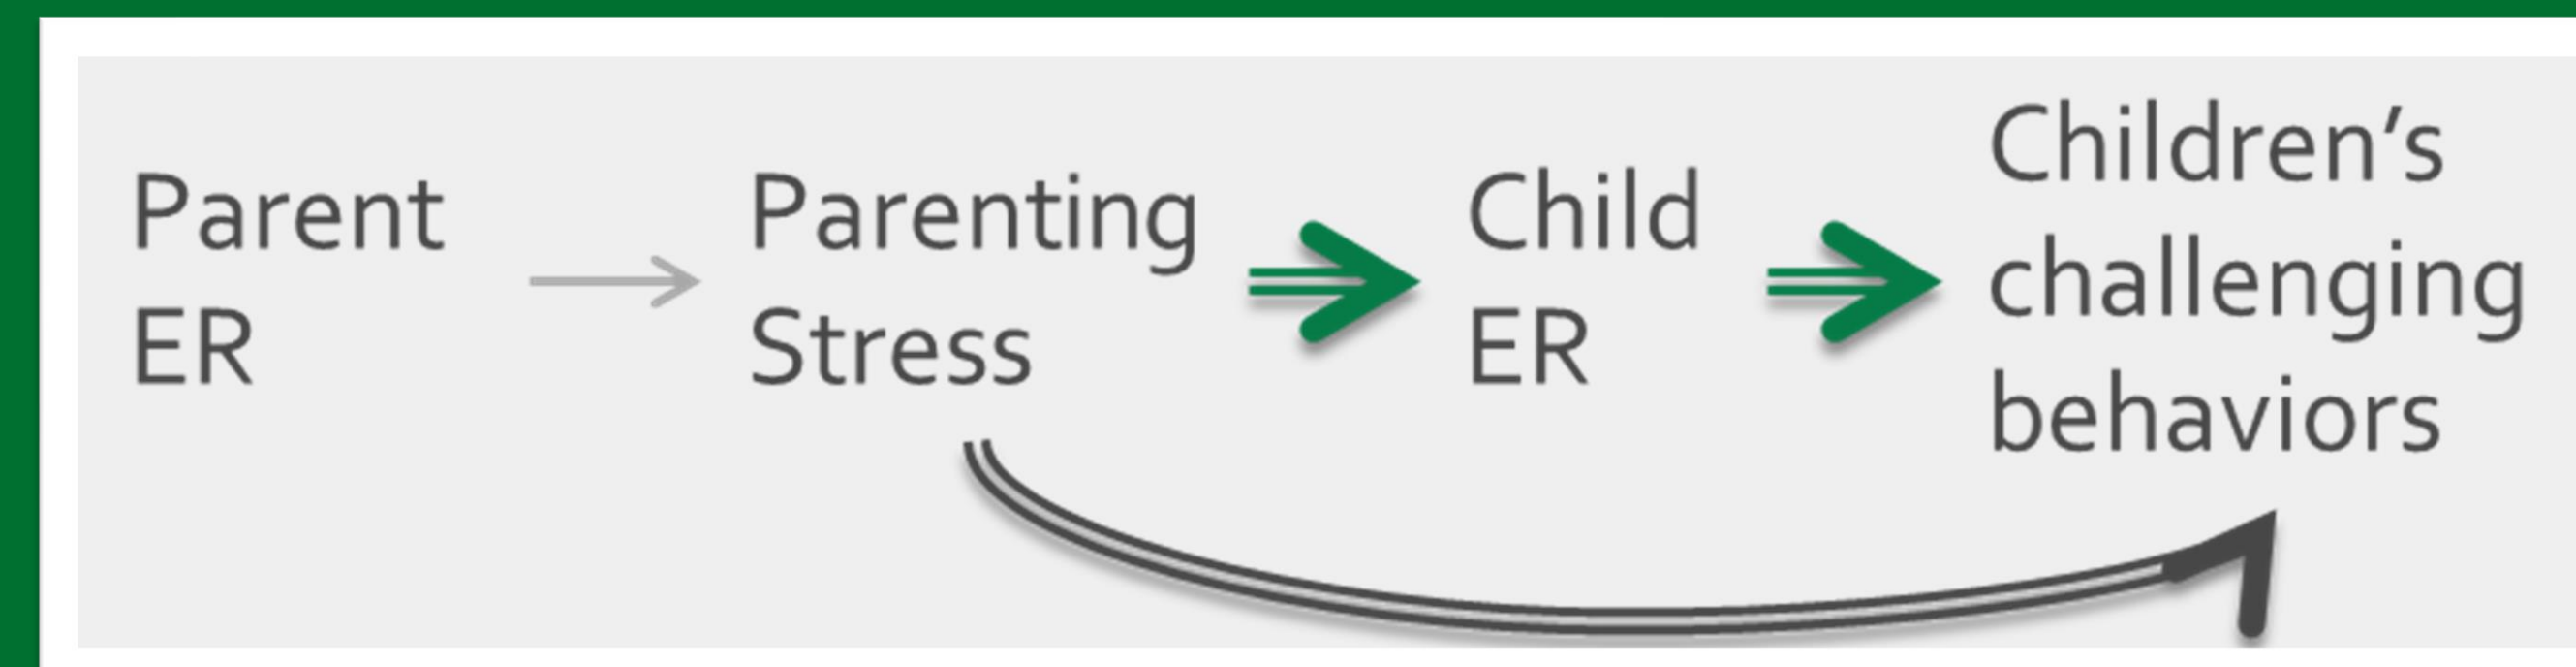 Parent
ER
Parenting
Stress
Child
ER
Children’s
challenging
behaviors